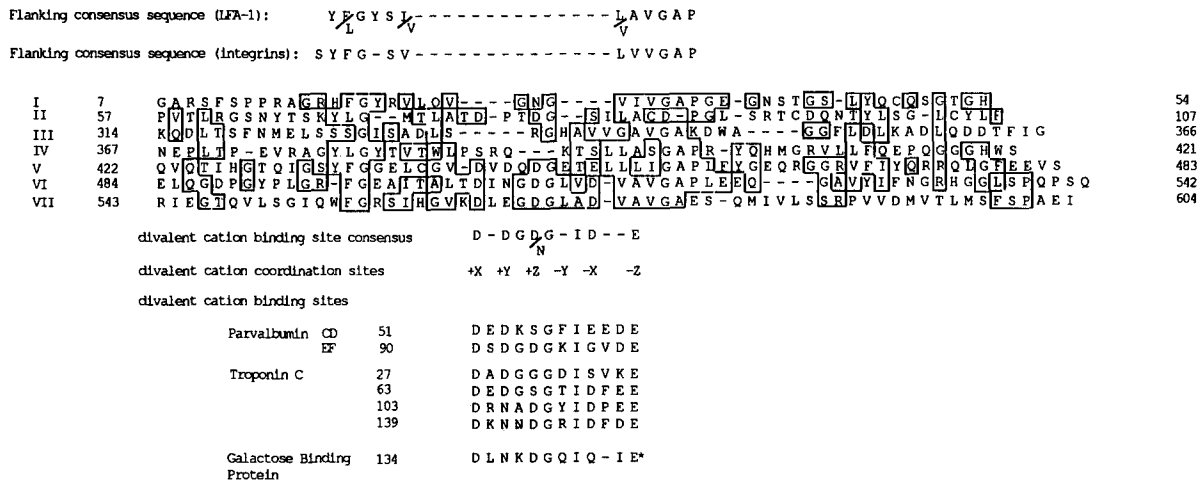 Flanking consensus sequence (LFA-1): Y F G Y S I - - - - - - - - - - - - - - - L A V G A P
L V V
Flanking consensus sequence (integrins): S Y F G - S V - - - - - - - - - - - - - - L V V G A P
I 7 G A R S F S P P R A G R H F G Y R V L Q V - - - G N G - - - - V I V G A P G E - G N S T G S - L Y Q C Q S G T G H 54
II 57 P V T L R G S N Y T S K Y L G - - M T L A T D - P T D G - - S I L A C D - P G L - S R T C D Q N T Y L S G - L C Y L F 107
III 314 K Q D L T S F N M E L S S S G I S A D L S - - - - R G H A V V G A V G A K D W A - - - G G F L D L K A D L Q D D T F I G 366
IV 367 N E P L T P - E V R A G Y L G Y T V T W L P S R Q - - K T S L L A S G A P R - Y Q H M G R V L L F Q E P Q G G G H W S 421
V 422 Q V Q T I H G T Q I G S Y F G G E L C G V - D V D Q D G E T E L L L I G A P L F Y G E Q R G G R V F I Y Q R R Q L G F E E V S 483
VI 484 E L Q G D P G Y P L G R - F G E A I T A L T D I N G D G L V D - V A V G A P L E E Q - - - - G A V Y I F N G R H G G L S P Q P S Q 542
VII 543 R I E G T Q V L S G I Q W F G R S I H G V K D L E G D G L A D - V A V G A E S - Q M I V L S S R P V V D M V T L M S F S P A E I 604
divalent cation binding site consensus D - D G D G - I D - - E
N
divalent cation coordination sites +X +Y +Z -Y -X -Z
divalent cation binding sites
Parvalbumin CD 51 D E D K S G F I E E D E
EF 90 D S D G D G K I G V D E
Troponin C 27 D A D G G G D I S V K E
63 D E D G S G T I D F E E
103 D R N A D G Y I D P E E
139 D K N N D G R I D F D E
Galactose Binding 134 D L N K D G Q I Q - I E*
Protein